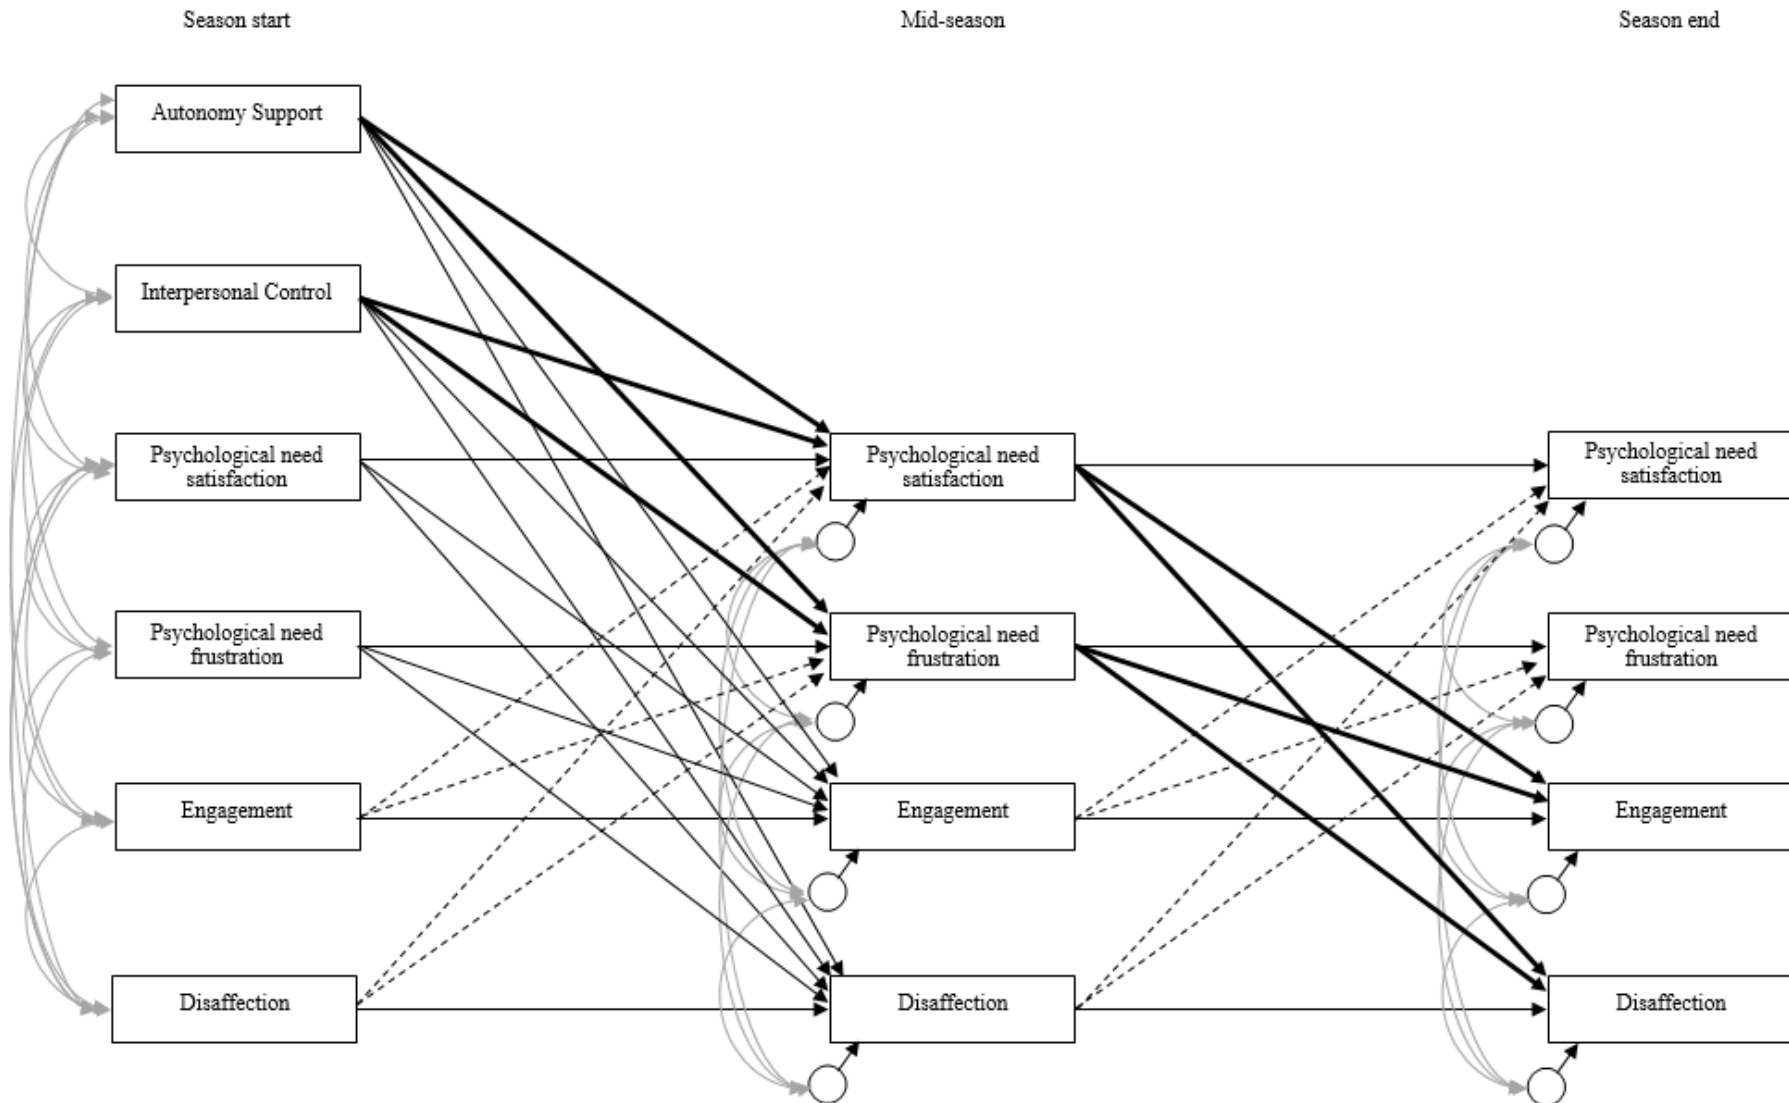 Season start
Mid-season
Season end
Autonomy Support
Interpersonal Control
Psychological need
satisfaction
Psychological need
satisfaction
Psychological need
satisfaction
Psychological need
frustration
Psychological need
frustration
Psychological need
frustration
Engagement
Engagement
Engagement
Disaffection
Disaffection
Disaffection